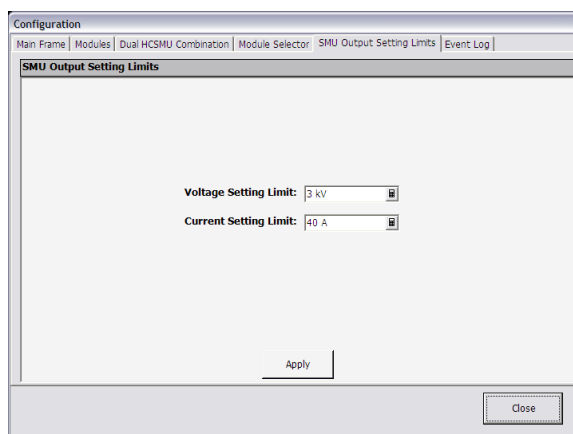 Configuration
Main Frame Modules Dual HCSMU Combination Module Selector SMU Output Setting Limits Event Log
SMU Output Setting Limits
Voltage Setting Limit: 3 kV
Current Setting Limit: 40 A
Apply
Close